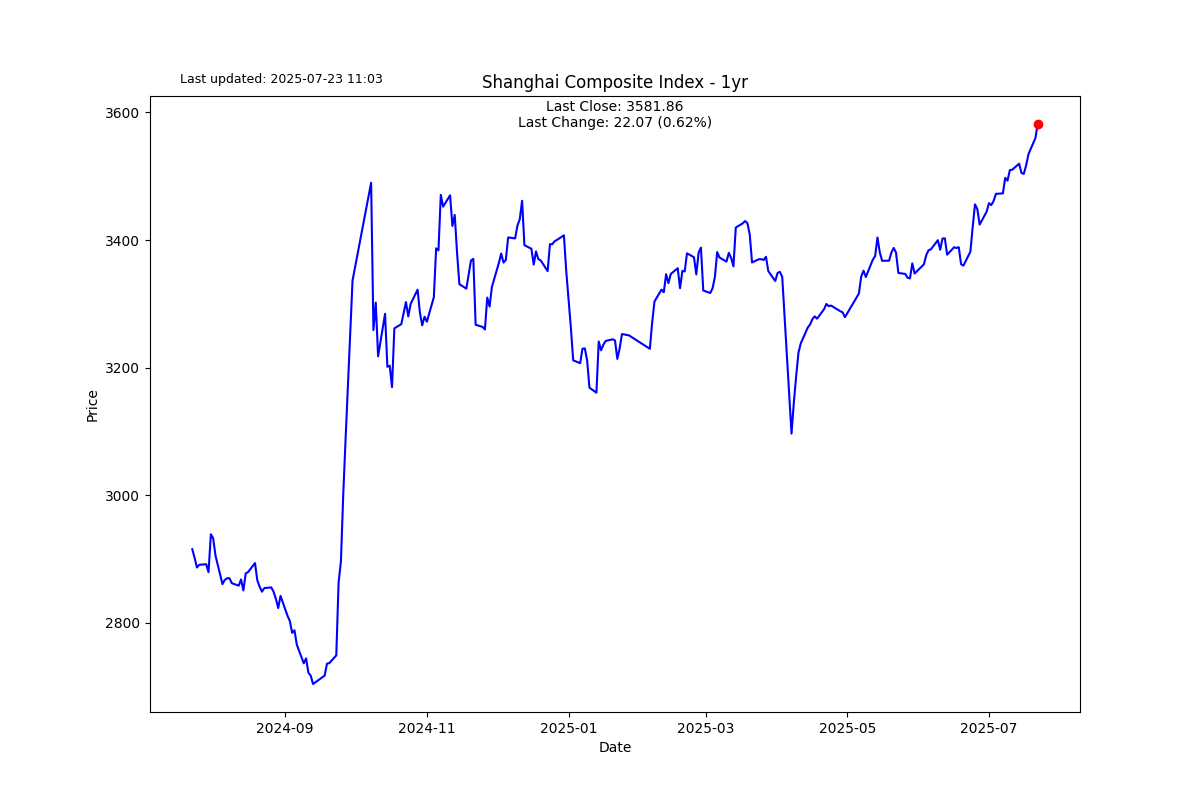 Last updated: 2025-07-23 11:03
Shanghai Composite Index - 1yr
Last Close: 3581.86
Last Change: 22.07 (0.62%)
3600
3400
3200
3000
2800
Price
2024-09
2024-11
2025-01
2025-03
2025-05
2025-07
Date